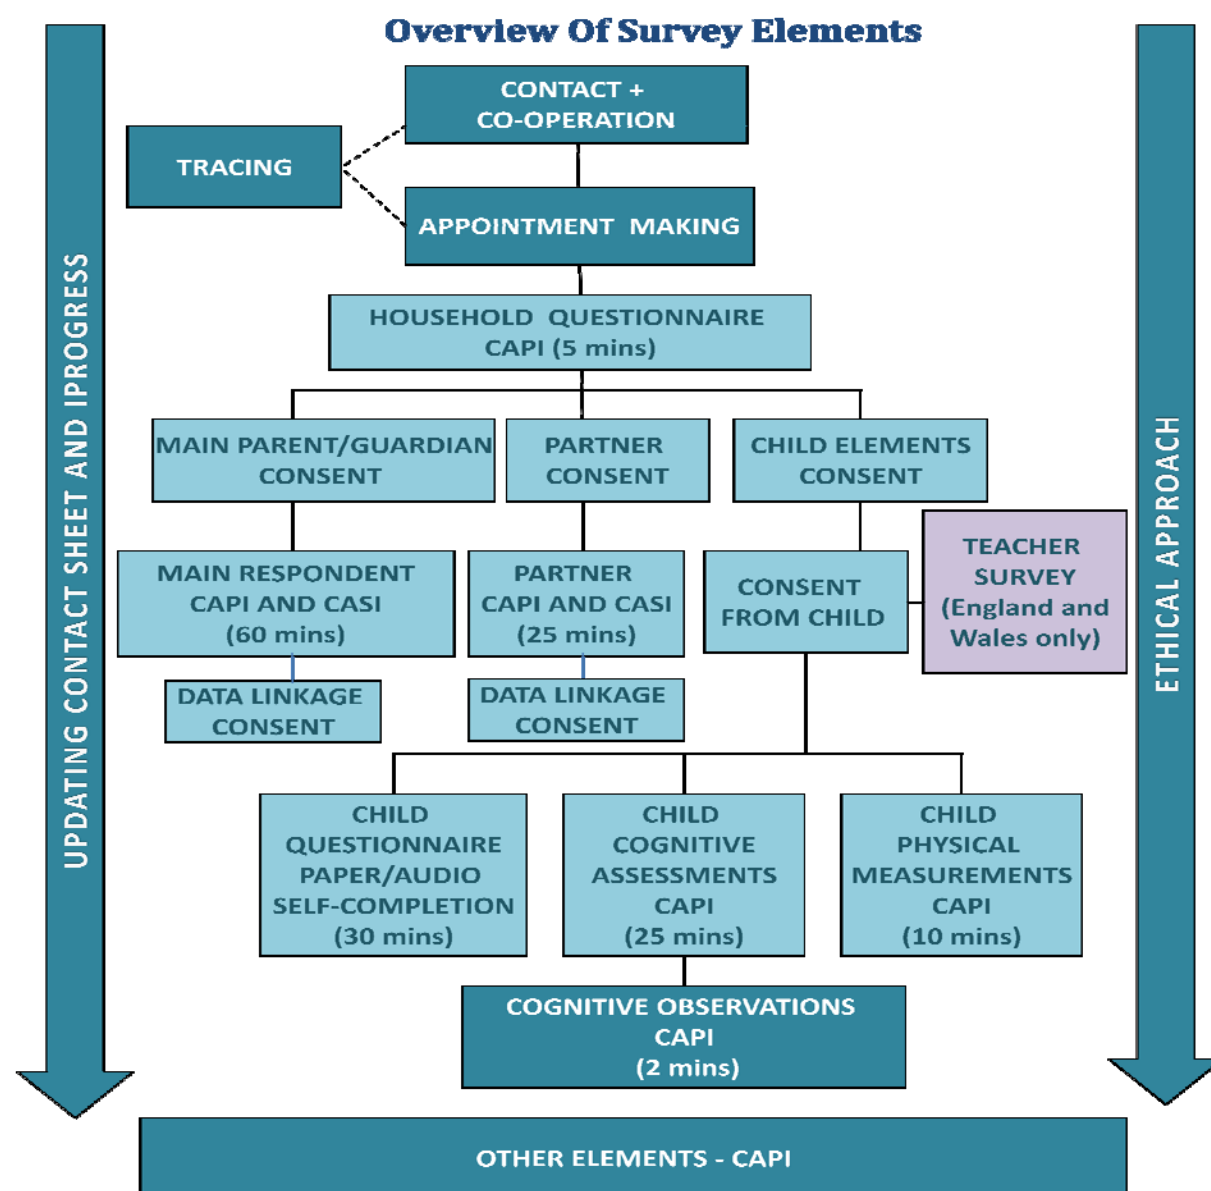 Overview Of Survey Elements
CONTACT +
CO-OPERATION
TRACING
APPOINTMENT MAKING
HOUSEHOLD QUESTIONNAIRE
CAPI (5 mins)
MAIN PARENT/GUARDIAN
CONSENT
PARTNER
CONSENT
CHILD ELEMENTS
CONSENT
MAIN RESPONDENT
CAPI AND CASI
(60 mins)
PARTNER
CAPI AND CASI
(25 mins)
CONSENT
FROM CHILD
TEACHER
SURVEY
(England and
Wales only)
DATA LINKAGE
CONSENT
DATA LINKAGE
CONSENT
CHILD
QUESTIONNAIRE
PAPER/AUDIO
SELF-COMPLETION
(30 mins)
CHILD
COGNITIVE
ASSESSMENTS
CAPI
(25 mins)
CHILD
PHYSICAL
MEASUREMENTS
CAPI
(10 mins)
COGNITIVE OBSERVATIONS
CAPI
(2 mins)
OTHER ELEMENTS - CAPI
UPDATING CONTACT SHEET AND IPROGRESS
ETHICAL APPROACH